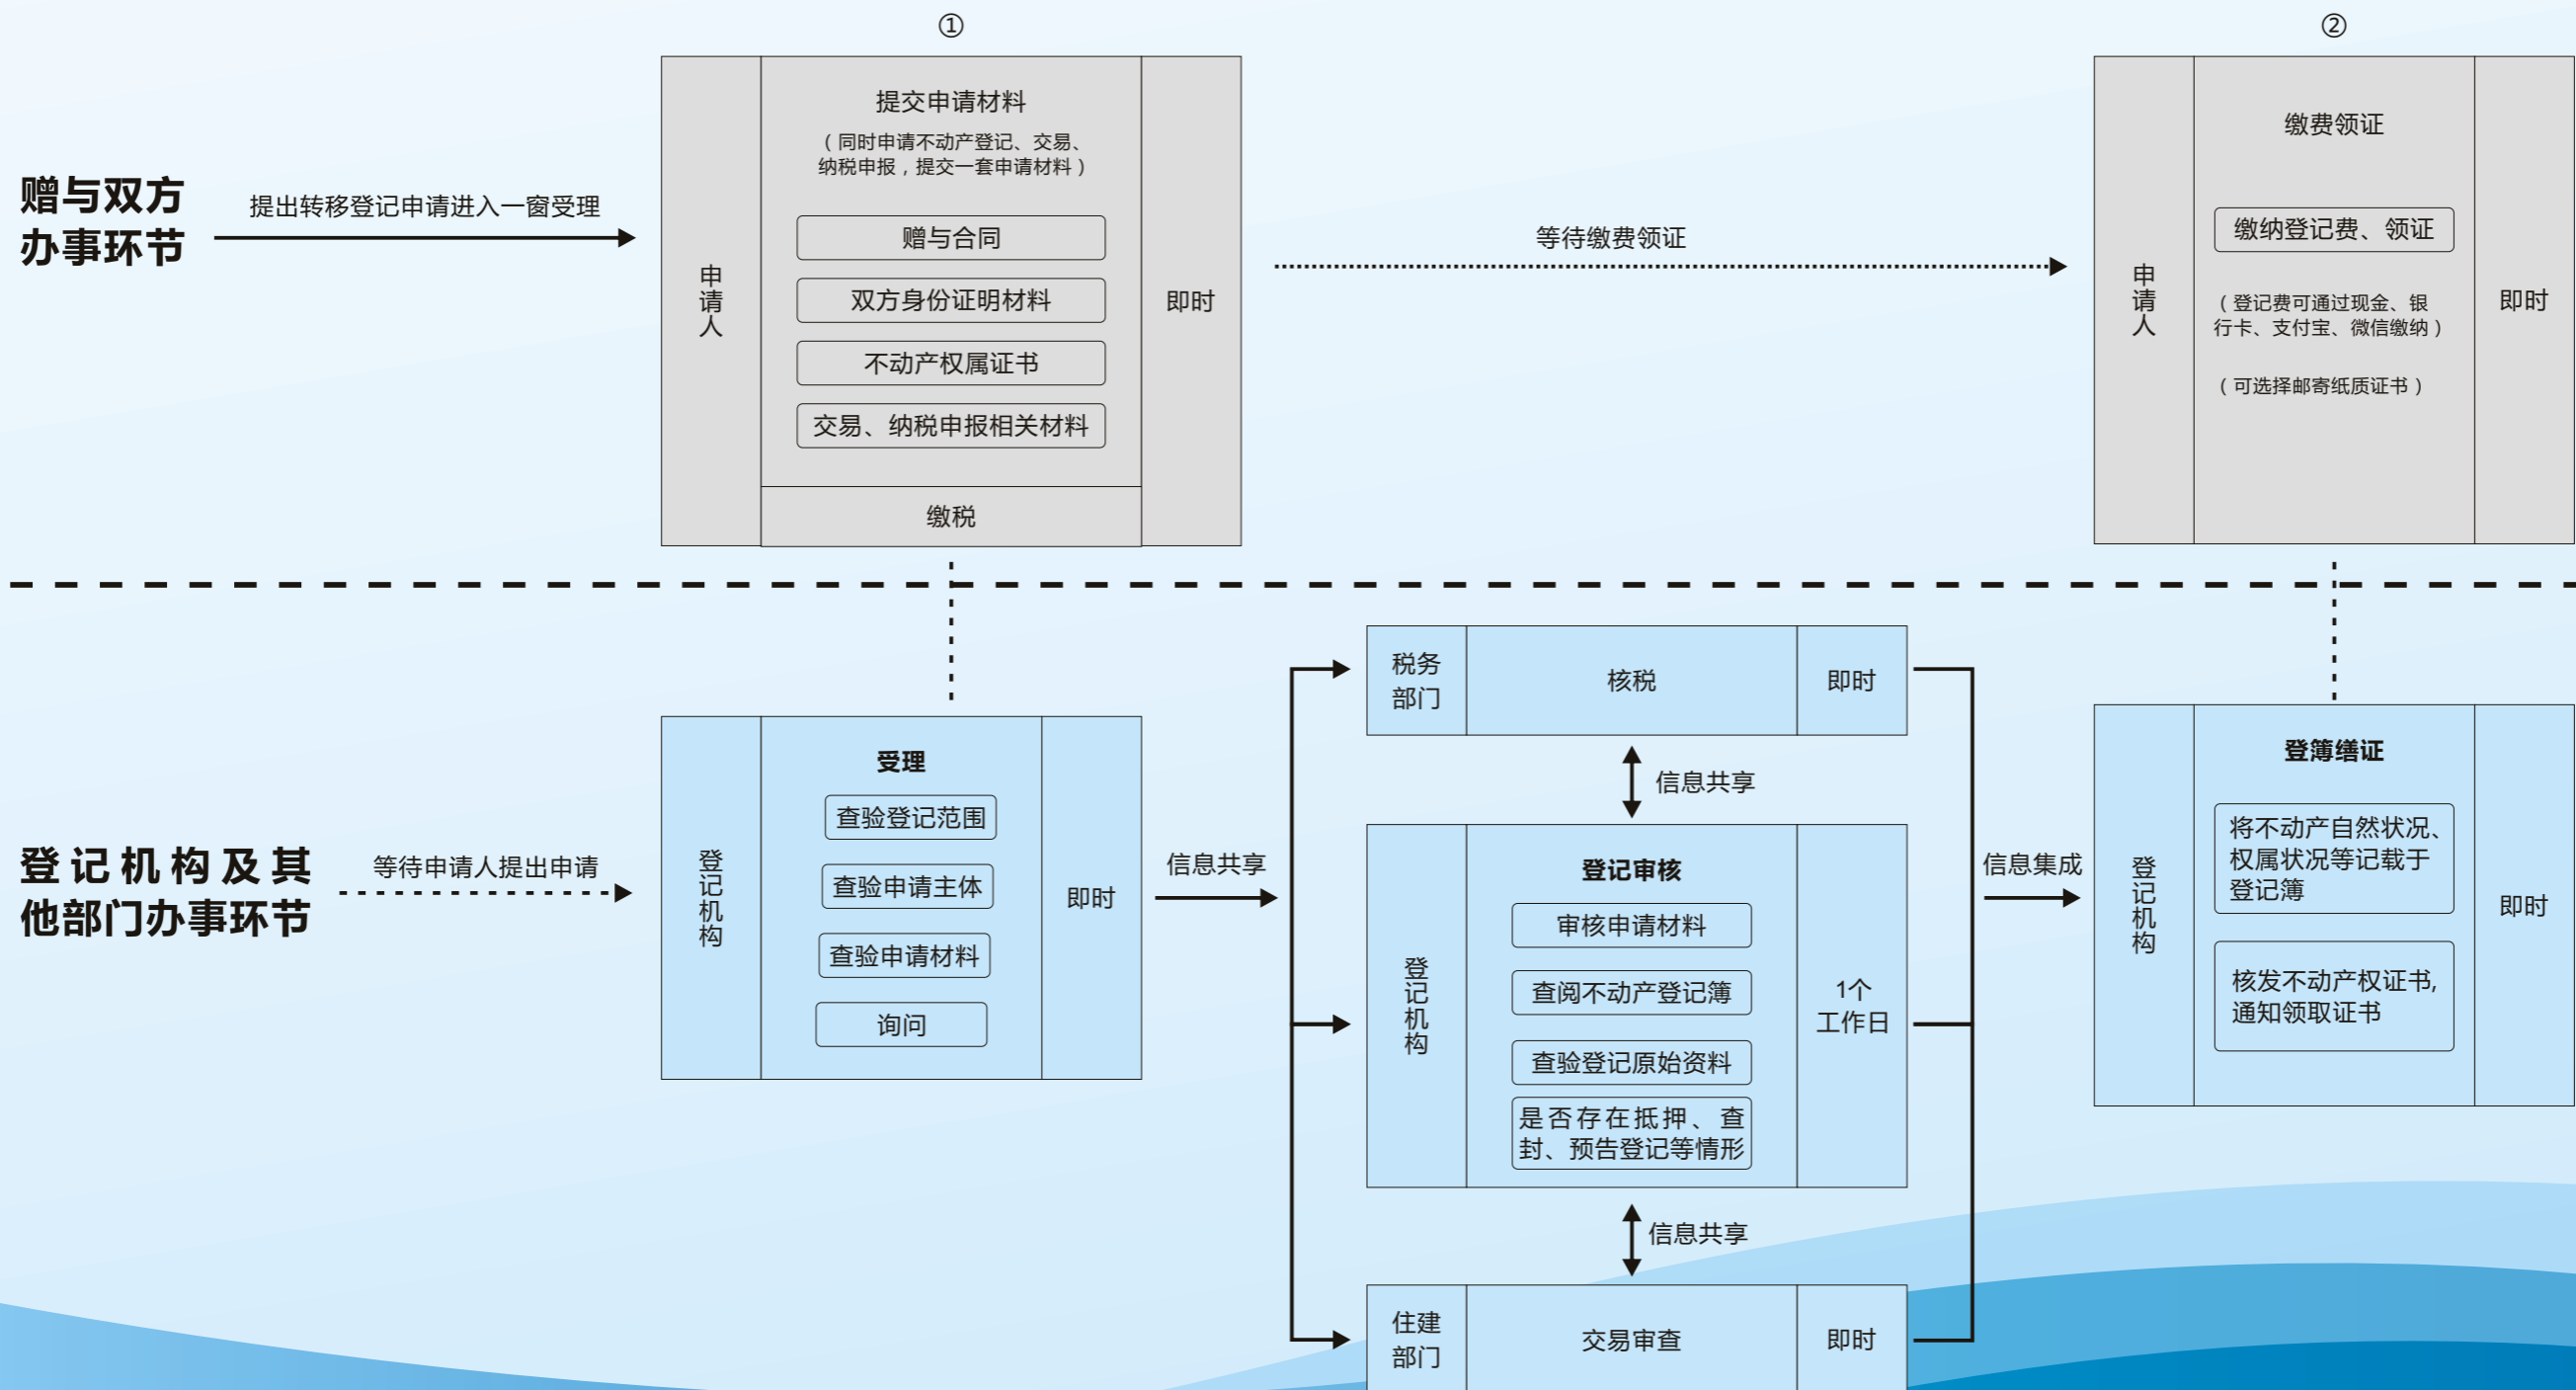 ①
②
赠与双方
办事环节
提出转移登记申请进入一窗受理
申请人
提交申请材料
（同时申请不动产登记、交易、
纳税申报，提交一套申请材料）
赠与合同
双方身份证明材料
不动产权属证书
交易、纳税申报相关材料
缴税
即时
等待缴费领证
申请人
缴费领证
缴纳登记费、领证
（登记费可通过现金、银
行卡、支付宝、微信缴纳）
（可选择邮寄纸质证书）
即时
登记机构及其
他部门办事环节
等待申请人提出申请
登记机构
受理
查验登记范围
查验申请主体
查验申请材料
询问
即时
信息共享
税务
部门
核税
即时
信息共享
登记机构
登记审核
审核申请材料
查阅不动产登记簿
查验登记原始资料
是否存在抵押、查
封、预告登记等情形
1个
工作日
信息共享
住建
部门
交易审查
即时
信息集成
登记机构
登簿缮证
将不动产自然状况、
权属状况等记载于
登记簿
核发不动产权证书,
通知领取证书
即时